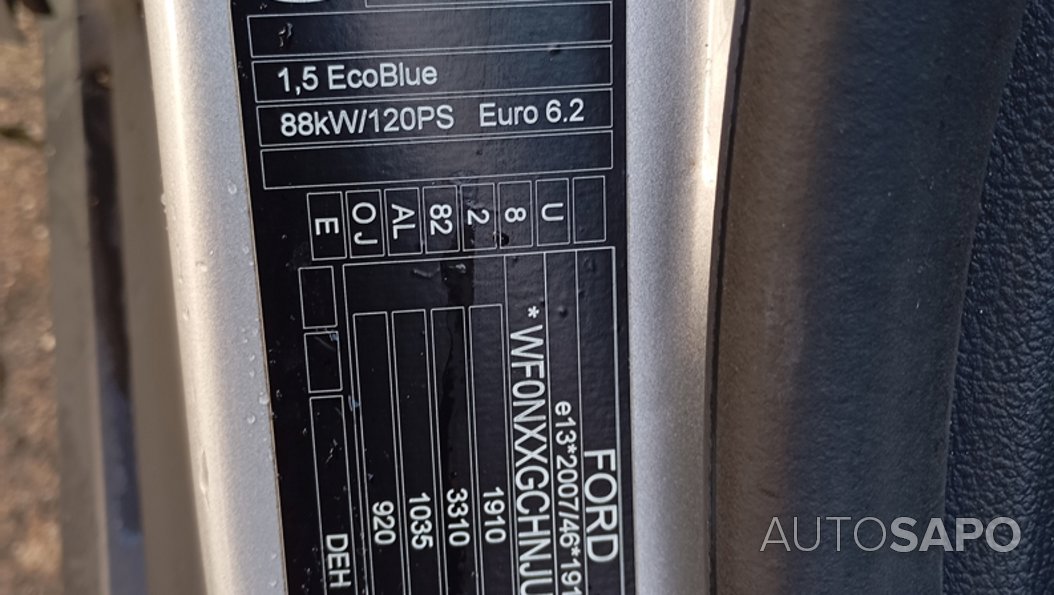 1,5 EcoBlue
88kW/120PS Euro 6.2
U
8
2
82
AL
OJ
E
FORD
e13*2007/46*191
*WF0NXXGCHNJU
1910
3310
1035
920
DEH
AUTOSAPO